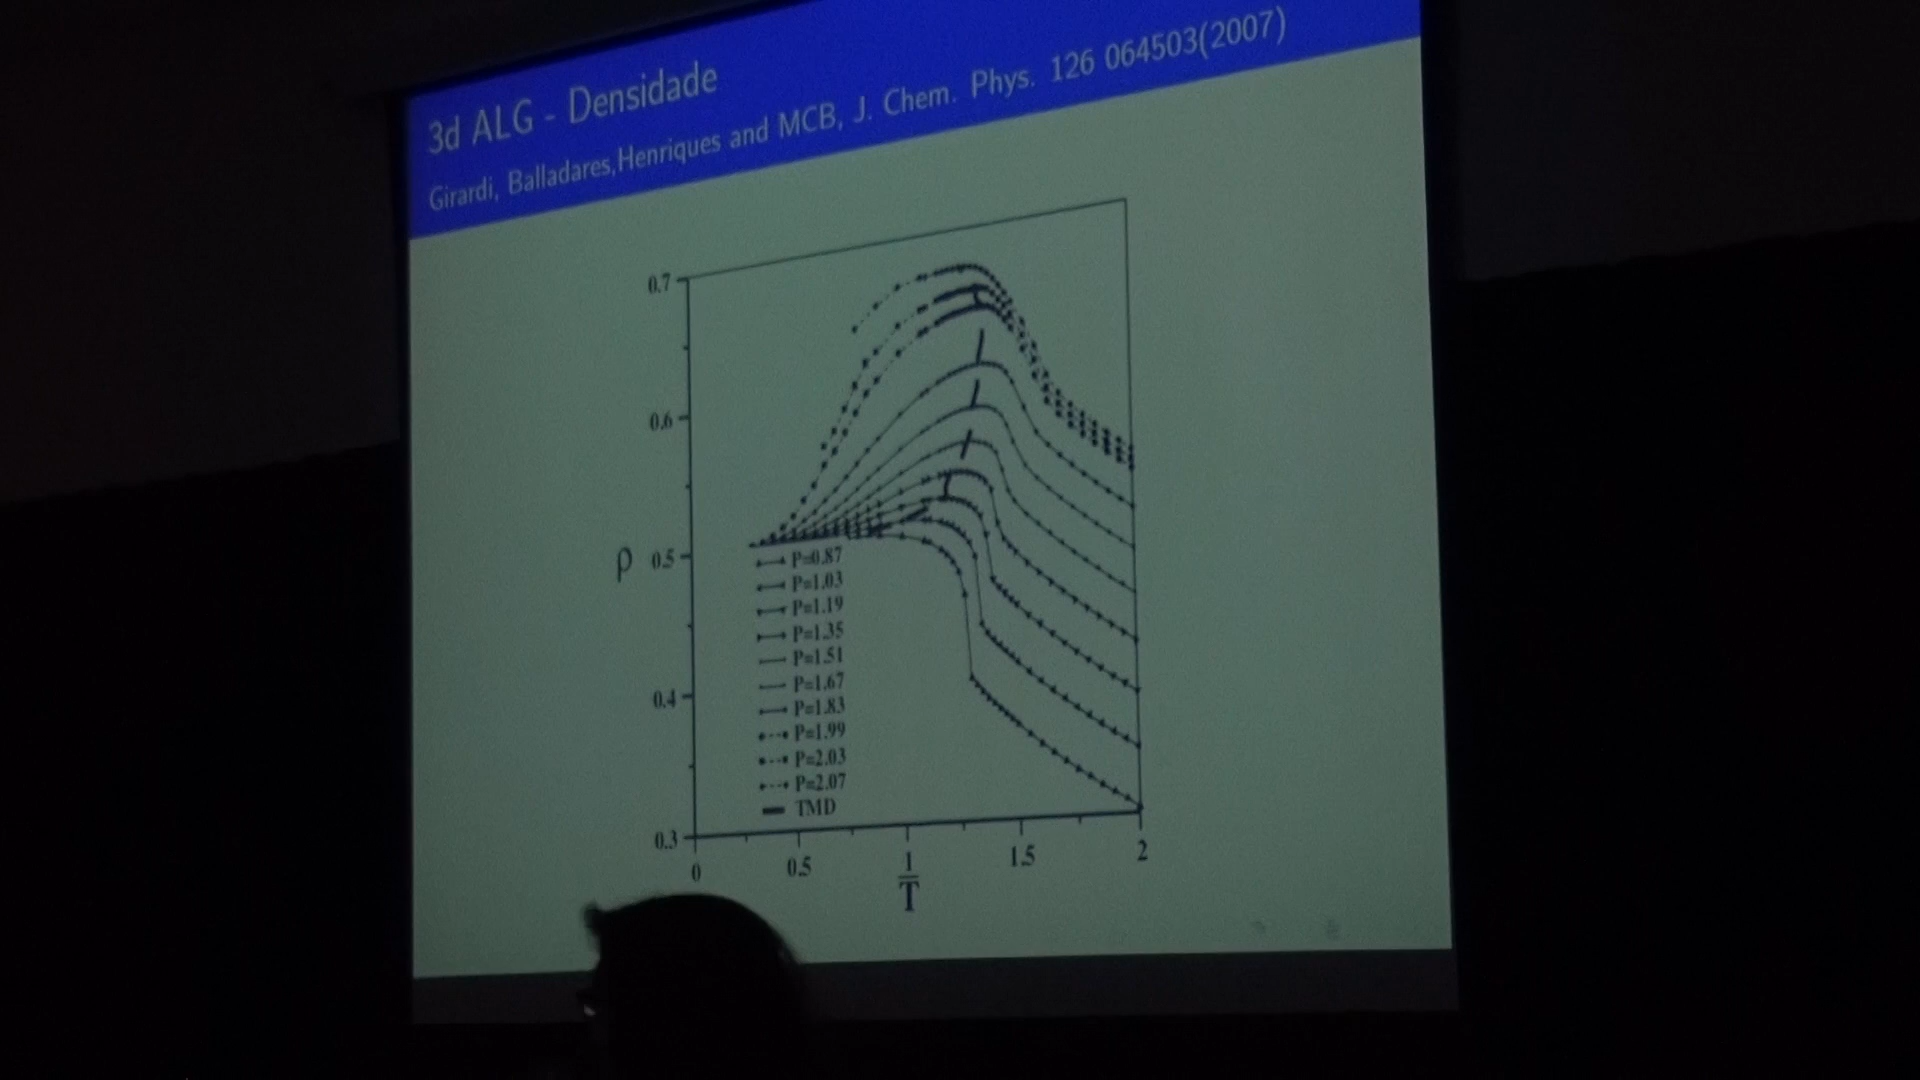 3d ALG - Densidade
Girardi, Balladares,Henriques and MCB, J. Chem. Phys. 126 064503(2007)
0.7
0.6
ρ 0.5
P=0.87
P=1.03
P=1.19
P=1.35
P=1.51
P=1.67
0.4
P=1.83
P=1.99
P=2.03
P=2.07
TMD
0.3
0 0.5 1 1.5 2
T